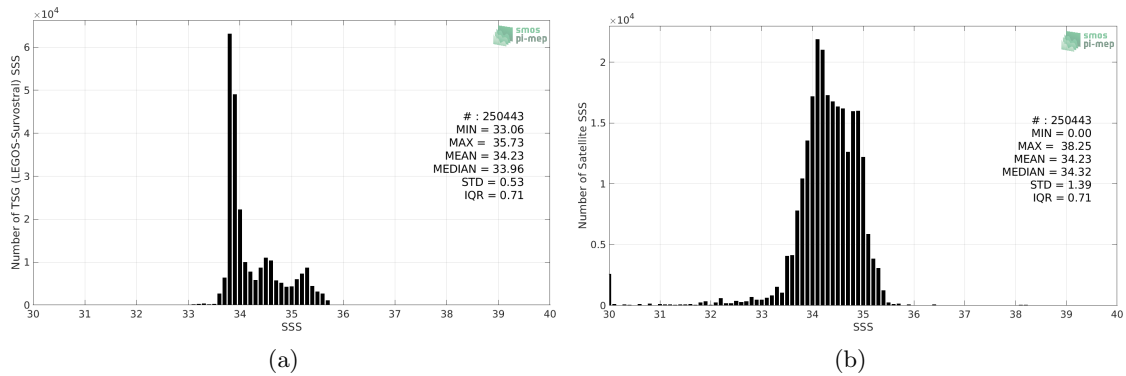 ×10⁴
smos
pi-mep
6
5
4
3
2
1
0
Number of TSG (LEGOS-Survostral) SSS
# : 250443
MIN = 33.06
MAX = 35.73
MEAN = 34.23
MEDIAN = 33.96
STD = 0.53
IQR = 0.71
30 31 32 33 34 35 36 37 38 39 40
SSS
(a)
×10⁴
smos
pi-mep
2
1.5
1
0.5
0
Number of Satellite SSS
# : 250443
MIN = 0.00
MAX = 38.25
MEAN = 34.23
MEDIAN = 34.32
STD = 1.39
IQR = 0.71
30 31 32 33 34 35 36 37 38 39 40
SSS
(b)